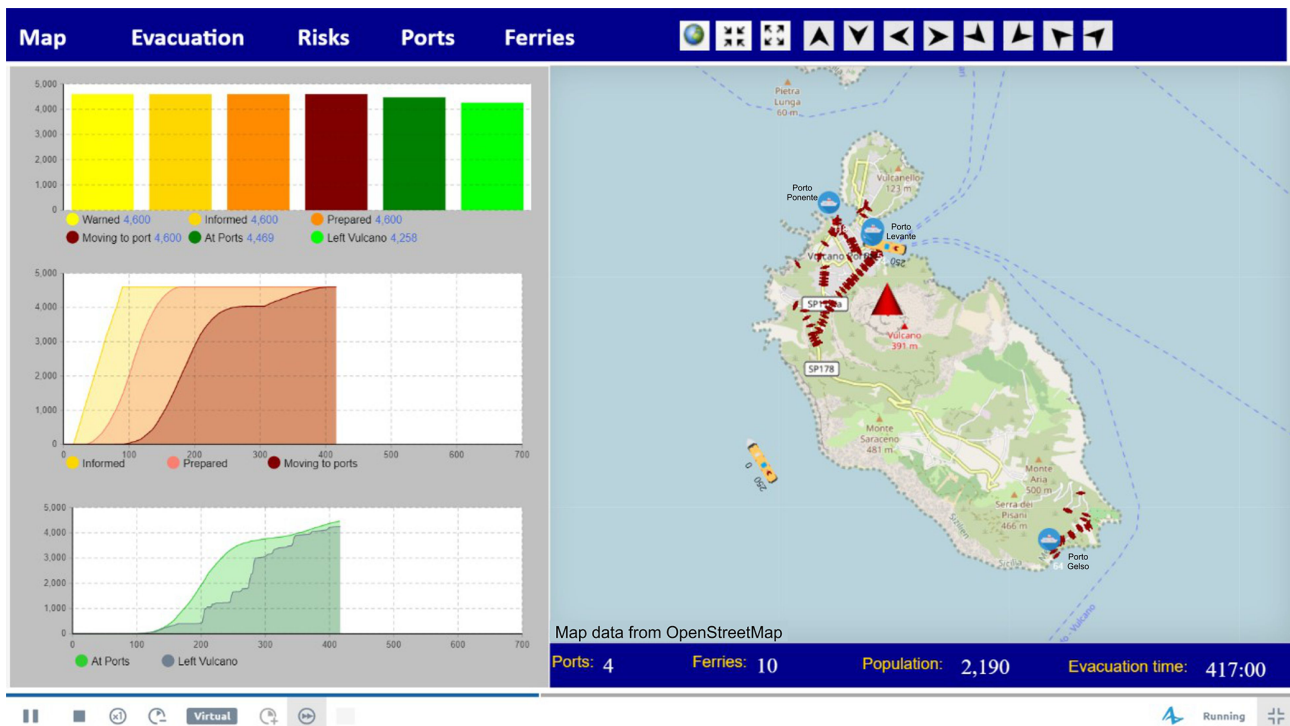 Map Evacuation Risks Ports Ferries
5,000
4,000
3,000
2,000
1,000
0
Warned 4,600 Informed 4,600 Prepared 4,600
Moving to port 4,600 At Ports 4,469 Left Vulcano 4,258
5,000
4,000
3,000
2,000
1,000
0
0 100 200 300 400 500 600 700
Informed Prepared Moving to ports
5,000
4,000
3,000
2,000
1,000
0
0 100 200 300 400 500 600 700
At Ports Left Vulcano
Pietra
Lunga
60 m
Vulcanello
123 m
Porto
Ponente
Porto
Levante
250
Vulcano
391 m
SP178
Monte
Saraceno
481 m
0
250
Monte
Aria
500 m
Serra dei
Pisani
466 m
Sicilia
64
Porto
Gelso
Map data from OpenStreetMap
Ports: 4 Ferries: 10 Population: 2,190 Evacuation time: 417:00
x1 Virtual Running